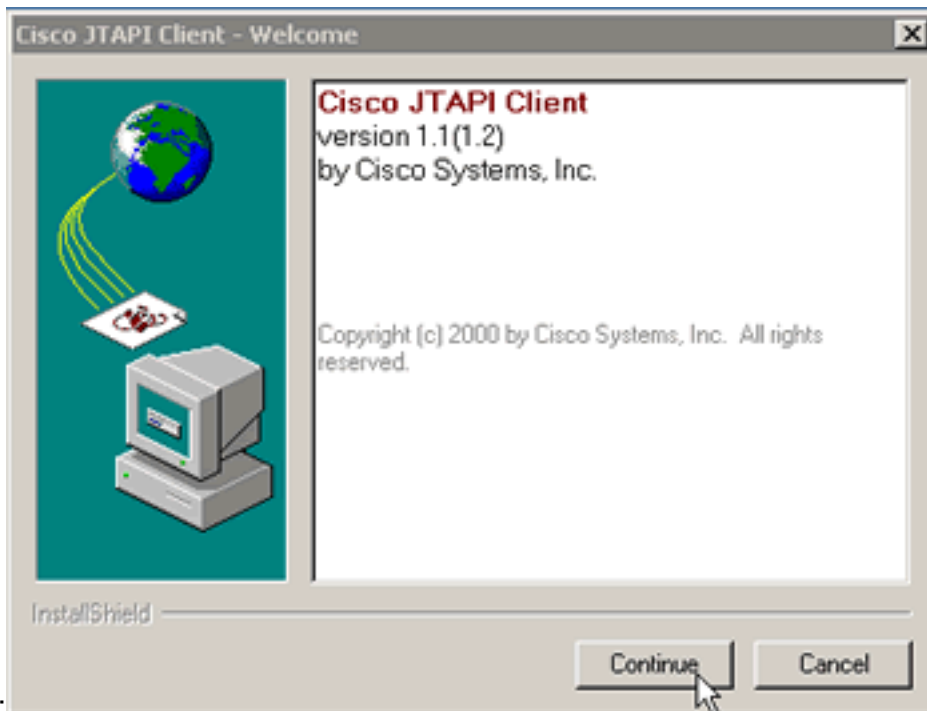 Cisco JTAPI Client - Welcome
Cisco JTAPI Client
version 1.1(1.2)
by Cisco Systems, Inc.
Copyright (c) 2000 by Cisco Systems, Inc. All rights
reserved.
InstallShield
Continue
Cancel
.